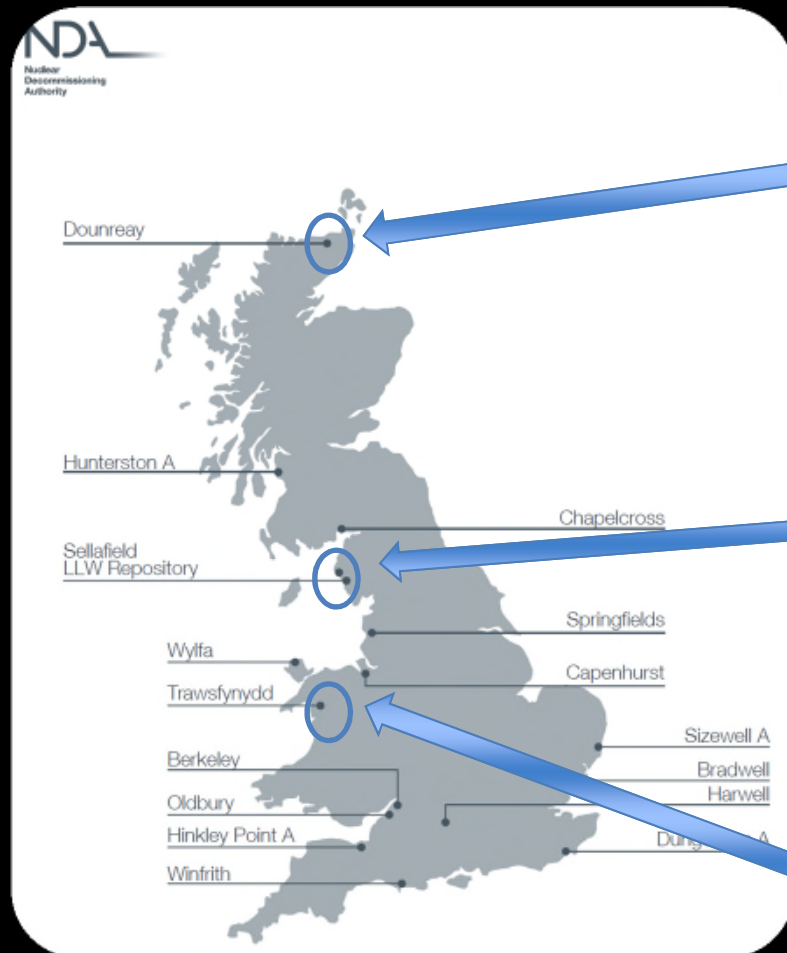 NDA
Nuclear
Decommissioning
Authority
Dounreay
Hunterston A
Chapelcross
Sellafield
LLW Repository
Springfields
Wylfa
Capenhurst
Trawsfynydd
Sizewell A
Berkeley
Bradwell
Harwell
Oldbury
Hinkley Point A
Winfrith